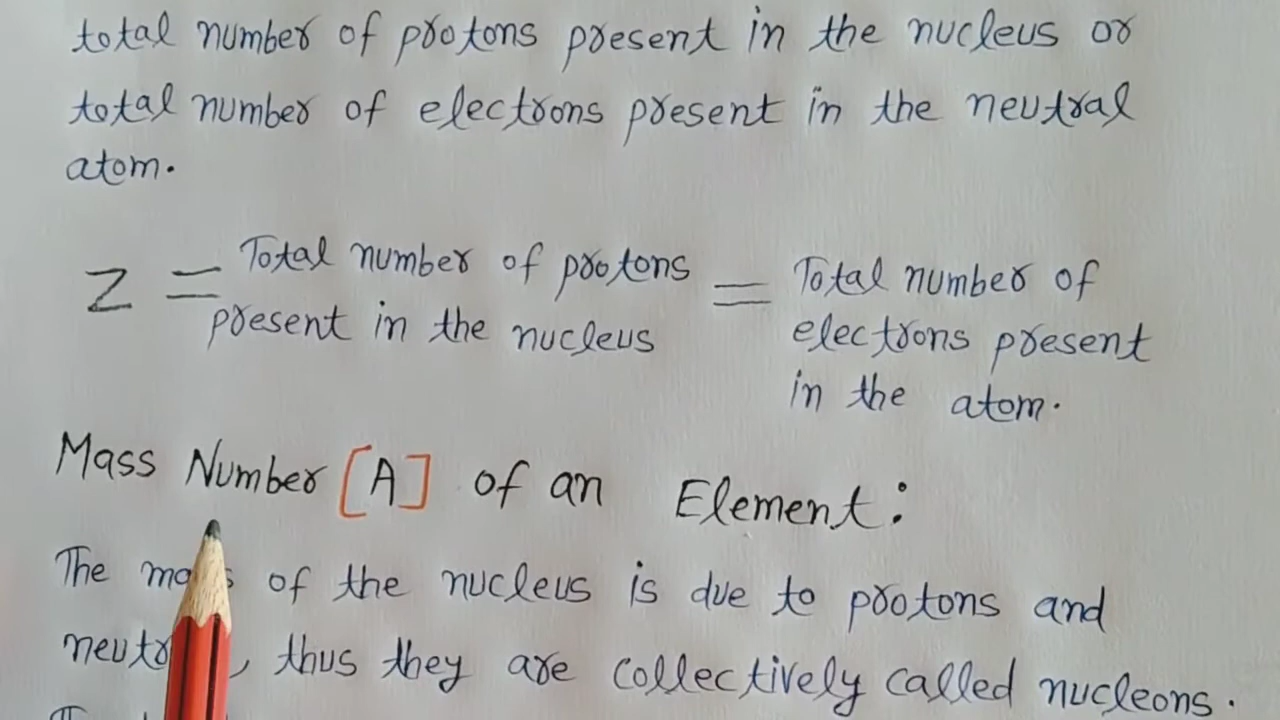 total number of protons present in the nucleus or
total number of electrons present in the neutral
atom.
Z = Total number of protons present in the nucleus = Total number of electrons present in the atom.
Mass Number [A] of an Element:
The of the nucleus is due to protons and
thus they are collectively called nucleons.